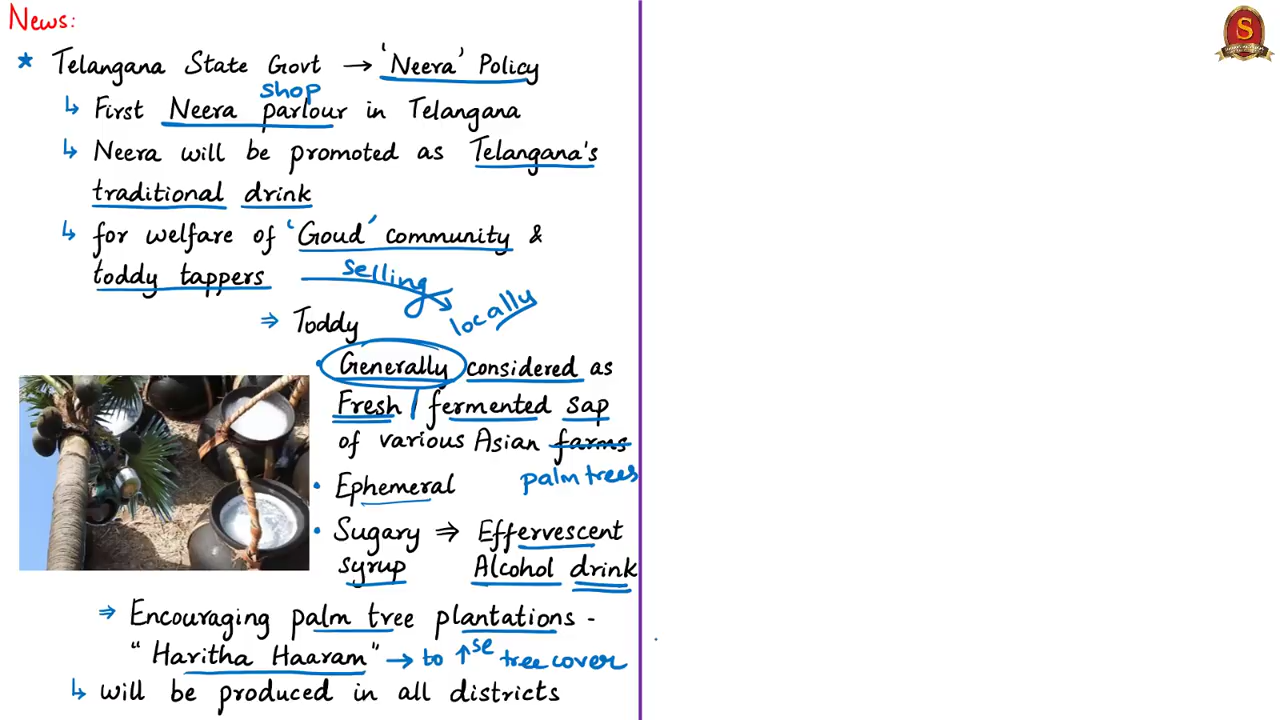 News:
★ Telangana State Govt → 'Neera' Policy
shop
↳ First Neera parlour in Telangana
↳ Neera will be promoted as Telangana's
traditional drink
↳ for welfare of 'Goud' community &
toddy tappers
selling
locally
⇒ Toddy
• Generally considered as
Fresh / fermented sap
of various Asian farms
palm trees
• Ephemeral
• Sugary ⇒ Effervescent
syrup Alcohol drink
⇒ Encouraging palm tree plantations -
"Haritha Haaram" → to ↑se tree cover
↳ will be produced in all districts
S